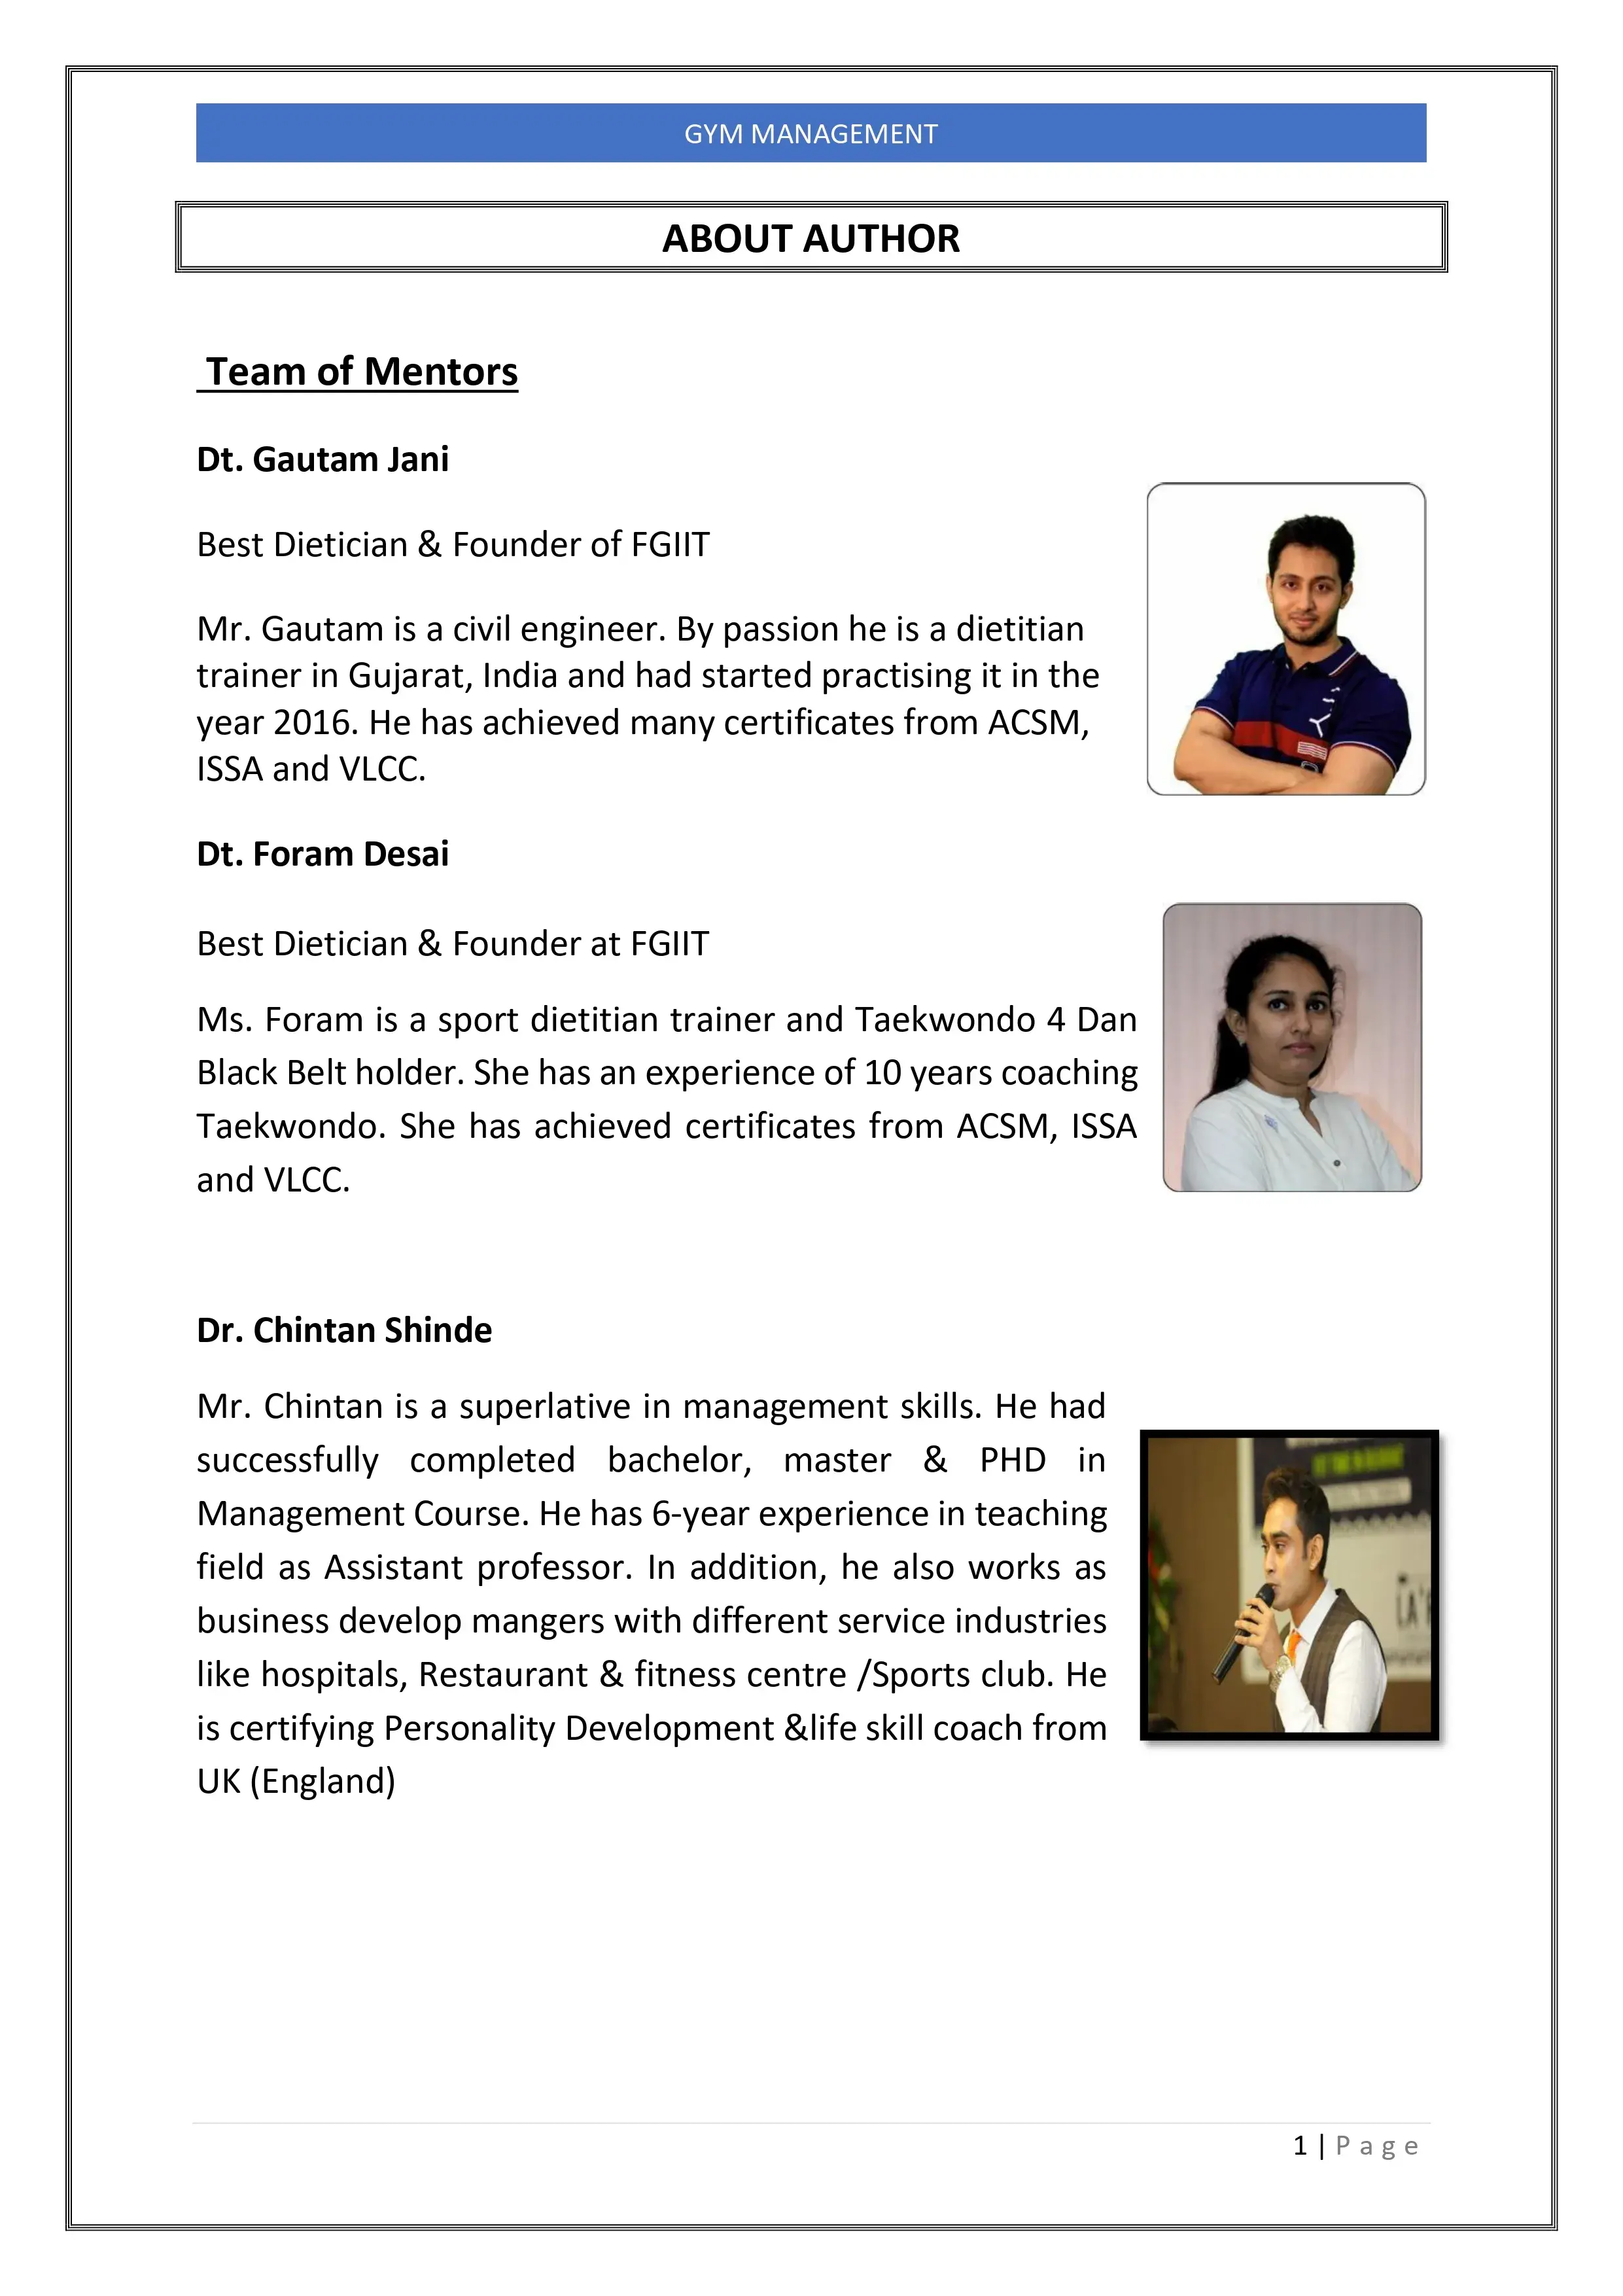 GYM MANAGEMENT
ABOUT AUTHOR
Team of Mentors
Dt. Gautam Jani
Best Dietician & Founder of FGIIT
Mr. Gautam is a civil engineer. By passion he is a dietitian
trainer in Gujarat, India and had started practising it in the
year 2016. He has achieved many certificates from ACSM,
ISSA and VLCC.
Dt. Foram Desai
Best Dietician & Founder at FGIIT
Ms. Foram is a sport dietitian trainer and Taekwondo 4 Dan
Black Belt holder. She has an experience of 10 years coaching
Taekwondo. She has achieved certificates from ACSM, ISSA
and VLCC.
Dr. Chintan Shinde
Mr. Chintan is a superlative in management skills. He had
successfully completed bachelor, master & PHD in
Management Course. He has 6-year experience in teaching
field as Assistant professor. In addition, he also works as
business develop mangers with different service industries
like hospitals, Restaurant & fitness centre /Sports club. He
is certifying Personality Development &life skill coach from
UK (England)
1 | P a g e